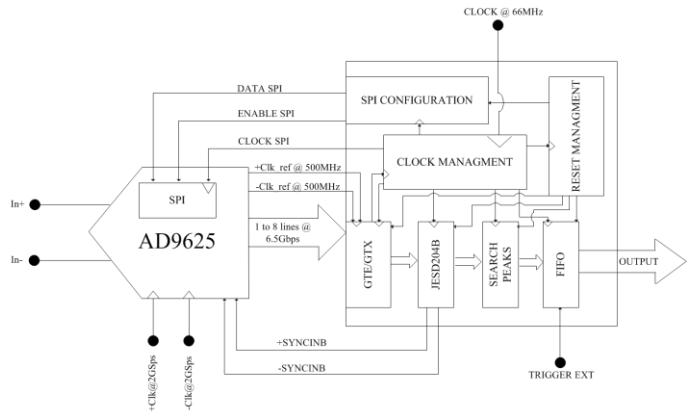 CLOCK @ 66MHz
DATA SPI
SPI CONFIGURATION
ENABLE SPI
CLOCK SPI
CLOCK MANAGMENT
RESET MANAGMENT
+Clk_ref @ 500MHz
-Clk_ref @ 500MHz
SPI
In+
AD9625
1 to 8 lines @
6.5Gbps
In-
GTE/GTX
JESD204B
SEARCH
PEAKS
FIFO
OUTPUT
+SYNCINB
-SYNCINB
+Clk@2GSps
-Clk@2GSps
TRIGGER EXT